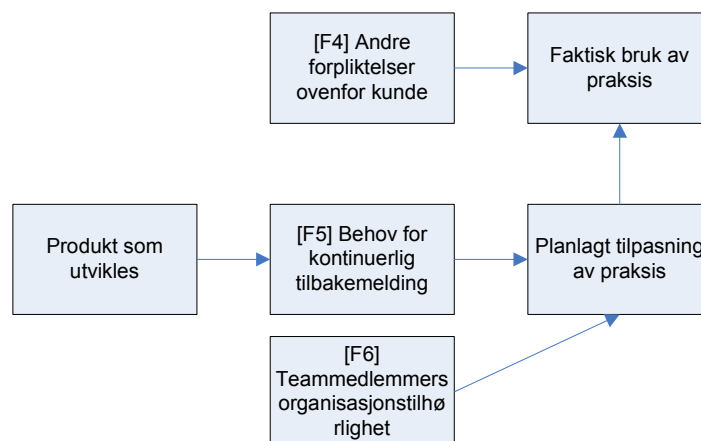 [F4] Andre
forpliktelser
ovenfor kunde
Faktisk bruk av
praksis
Produkt som
utvikles
[F5] Behov for
kontinuerlig
tilbakemelding
Planlagt tilpasning
av praksis
[F6]
Teammedlemmers
organisasjonstilhø
rlighet